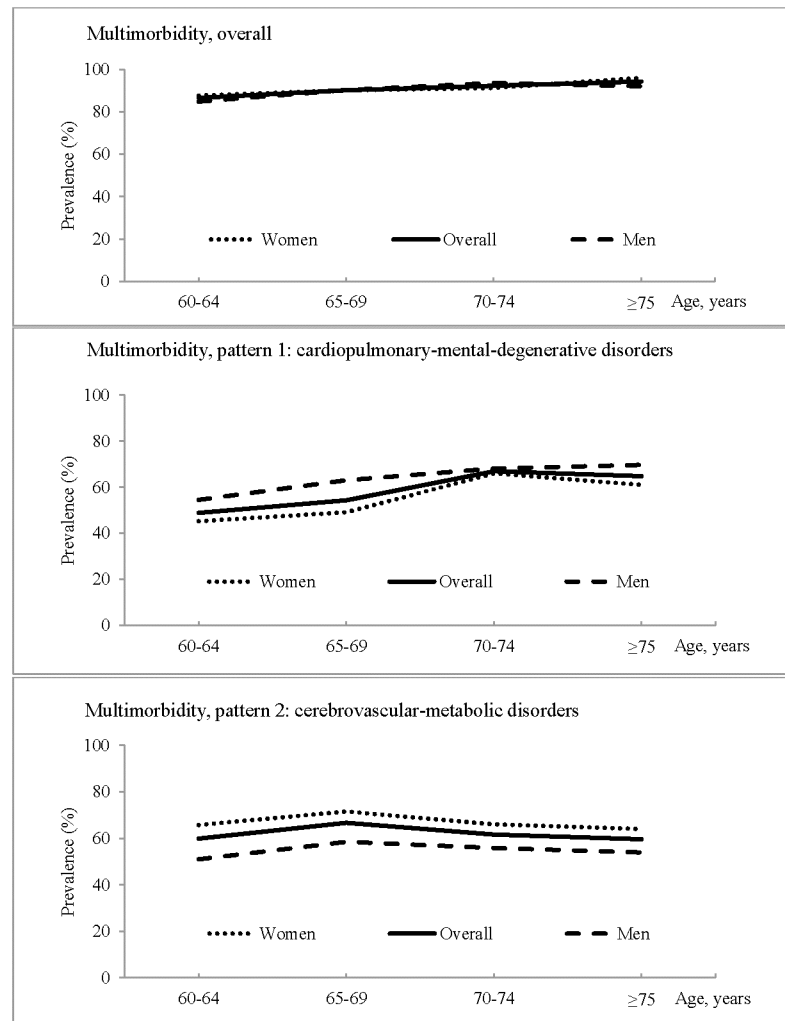 Multimorbidity, overall
Prevalence (%)
100
80
60
40
20
0
Women Overall Men
60-64 65-69 70-74 ≥75 Age, years
Multimorbidity, pattern 1: cardiopulmonary-mental-degenerative disorders
Prevalence (%)
100
80
60
40
20
0
Women Overall Men
60-64 65-69 70-74 ≥75 Age, years
Multimorbidity, pattern 2: cerebrovascular-metabolic disorders
Prevalence (%)
100
80
60
40
20
0
Women Overall Men
60-64 65-69 70-74 ≥75 Age, years